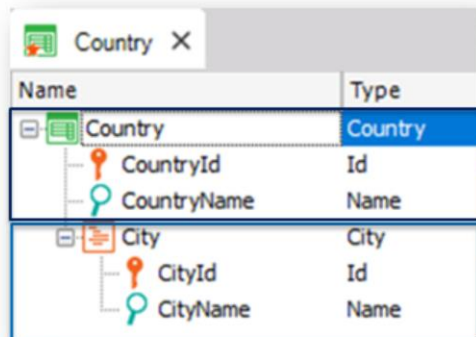 Country
Name Type
Country Country
CountryId Id
CountryName Name
City City
CityId Id
CityName Name